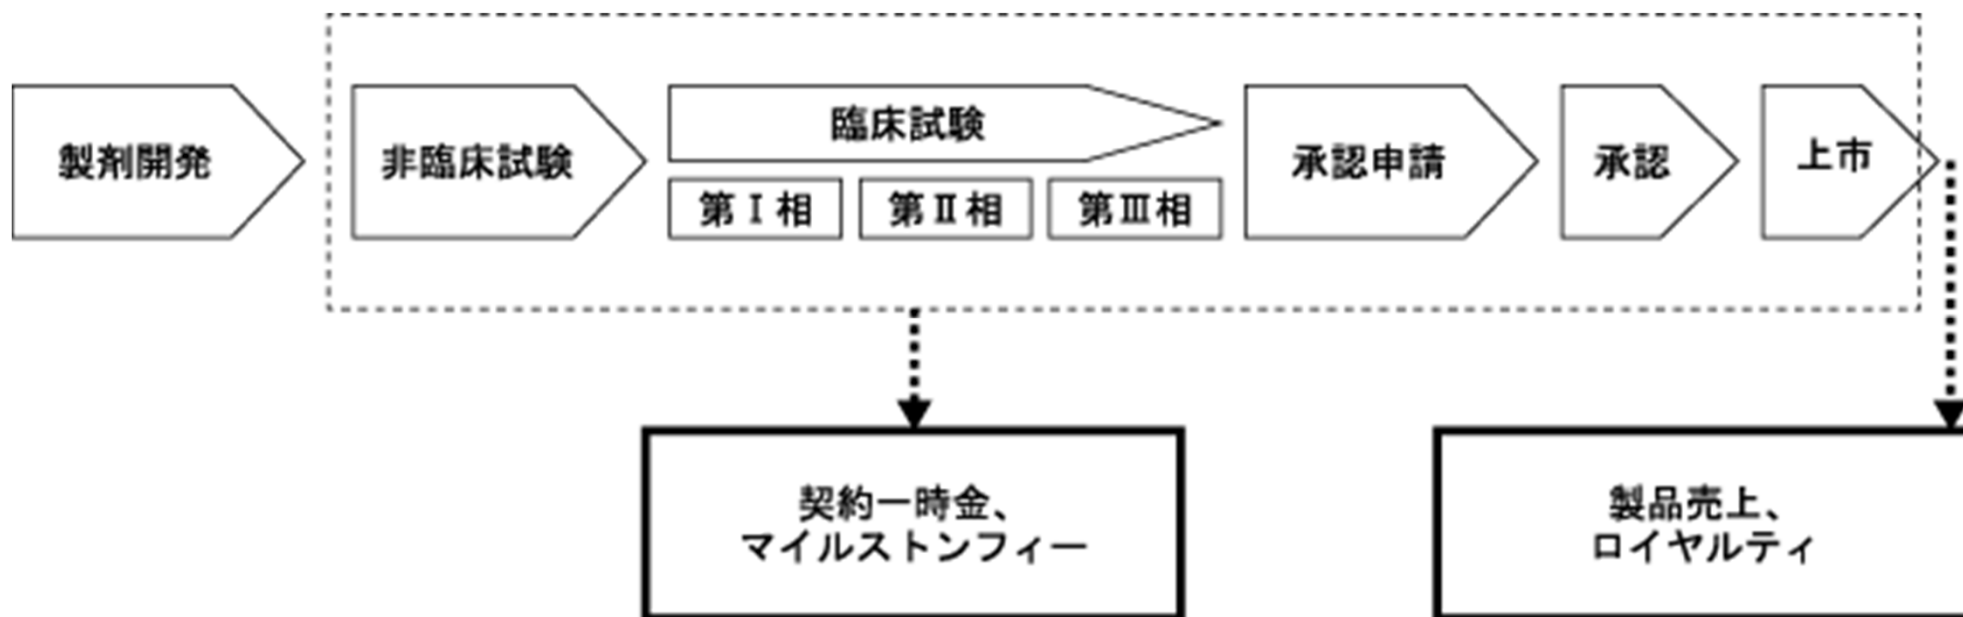 製剤開発
非臨床試験
臨床試験
第Ⅰ相
第Ⅱ相
第Ⅲ相
承認申請
承認
上市
契約一時金、
マイルストンフィー
製品売上、
ロイヤルティ